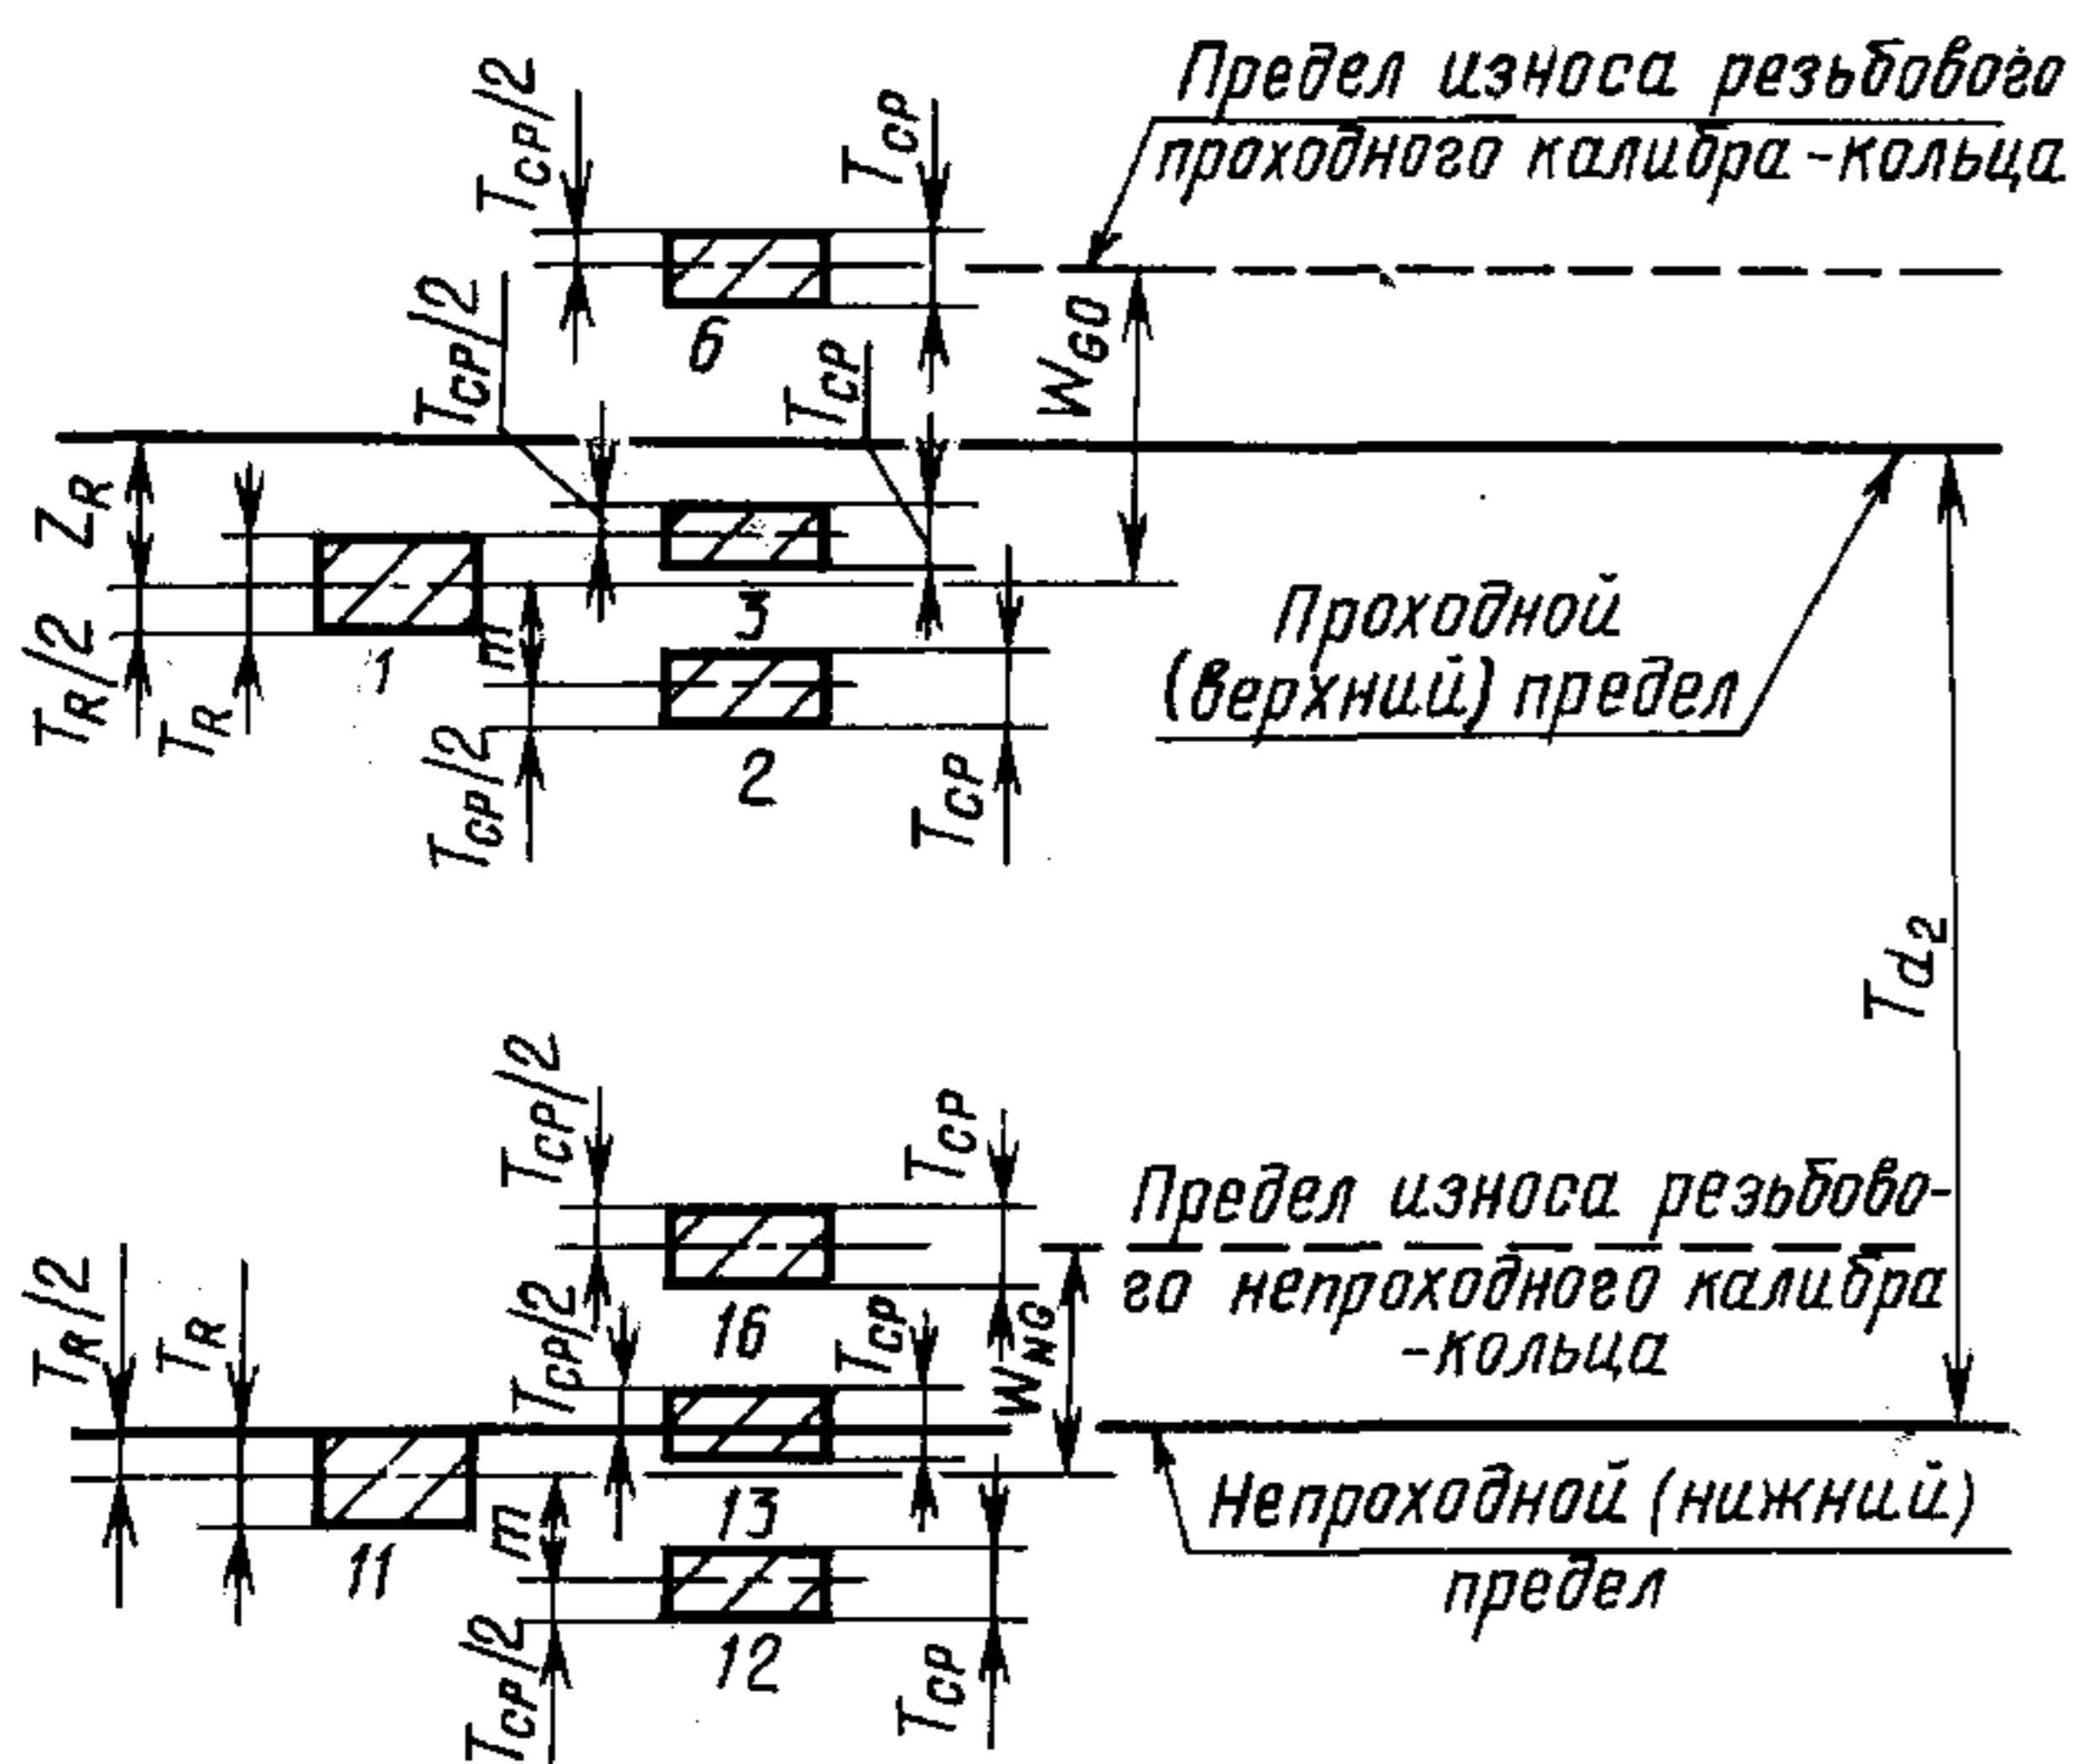 Предел износа резьбового
проходного калибра-кольца
T_CP/2
T_CP
6
T_CP/2
T_CP
W_GO
Z_R
T_R/2
T_R
1
m
T_CP/2
3
2
T_CP
Проходной
(верхний) предел
T_d2
T_CP/2
T_CP
16
Предел износа резьбово-
го непроходного калибра
-кольца
T_R/2
T_R
T_CP/2
T_CP
W_NG
11
m
13
12
T_CP/2
T_CP
Непроходной (нижний)
предел